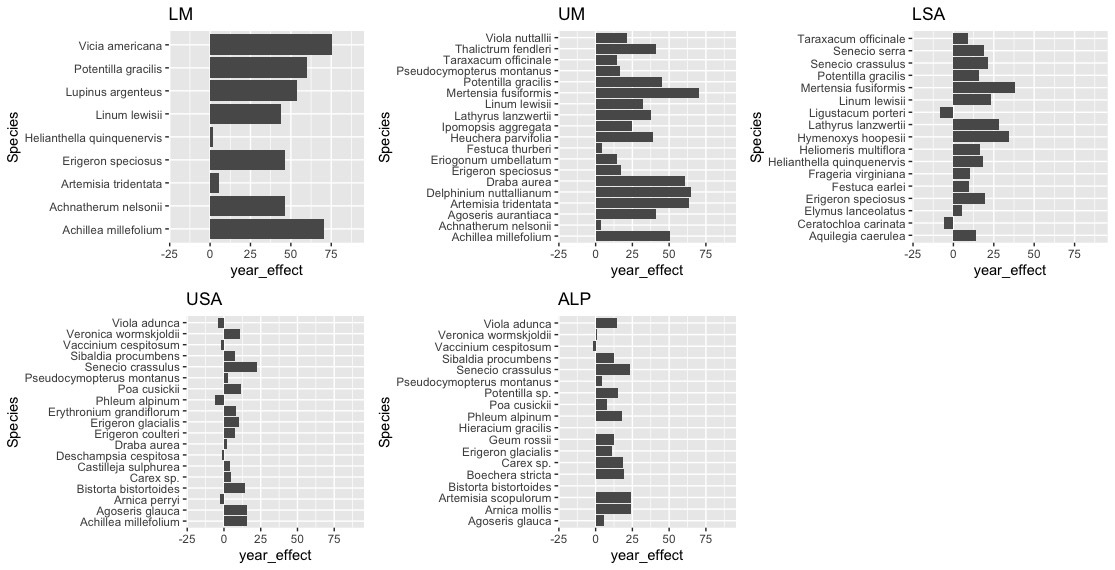 LM
Species
Vicia americana
Potentilla gracilis
Lupinus argenteus
Linum lewisii
Helianthella quinquenervis
Erigeron speciosus
Artemisia tridentata
Achnatherum nelsonii
Achillea millefolium
-25 0 25 50 75
year_effect
UM
Species
Viola nuttallii
Thalictrum fendleri
Taraxacum officinale
Pseudocymopterus montanus
Potentilla gracilis
Mertensia fusiformis
Linum lewisii
Lathyrus lanzwertii
Ipomopsis aggregata
Heuchera parvifolia
Festuca thurberi
Eriogonum umbellatum
Erigeron speciosus
Draba aurea
Delphinium nuttallianum
Artemisia tridentata
Agoseris aurantiaca
Achnatherum nelsonii
Achillea millefolium
-25 0 25 50 75
year_effect
LSA
Species
Taraxacum officinale
Senecio serra
Senecio crassulus
Potentilla gracilis
Mertensia fusiformis
Linum lewisii
Ligustacum porteri
Lathyrus lanzwertii
Hymenoxys hoopesii
Heliomeris multiflora
Helianthella quinquenervis
Frageria virginiana
Festuca earlei
Erigeron speciosus
Elymus lanceolatus
Ceratochloa carinata
Aquilegia caerulea
-25 0 25 50 75
year_effect
USA
Species
Viola adunca
Veronica wormskjoldii
Vaccinium cespitosum
Sibaldia procumbens
Senecio crassulus
Pseudocymopterus montanus
Poa cusickii
Phleum alpinum
Erythronium grandiflorum
Erigeron glacialis
Erigeron coulteri
Draba aurea
Deschampsia cespitosa
Castilleja sulphurea
Carex sp.
Bistorta bistortoides
Arnica perryi
Agoseris glauca
Achillea millefolium
-25 0 25 50 75
year_effect
ALP
Species
Viola adunca
Veronica wormskjoldii
Vaccinium cespitosum
Sibaldia procumbens
Senecio crassulus
Pseudocymopterus montanus
Potentilla sp.
Poa cusickii
Phleum alpinum
Hieracium gracilis
Geum rossii
Erigeron glacialis
Carex sp.
Boechera stricta
Bistorta bistortoides
Artemisia scopulorum
Arnica mollis
Agoseris glauca
-25 0 25 50 75
year_effect